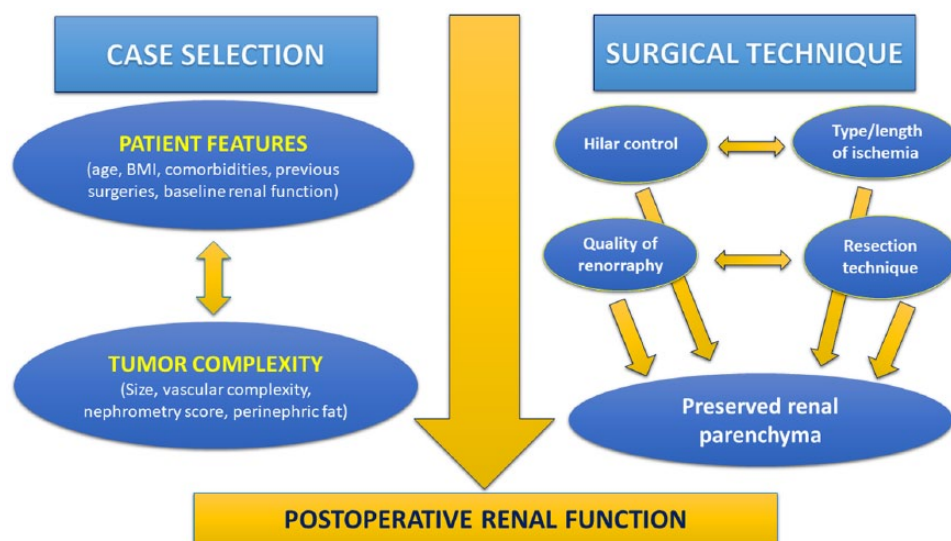 CASE SELECTION
PATIENT FEATURES
(age, BMI, comorbidities, previous
surgeries, baseline renal function)
TUMOR COMPLEXITY
(Size, vascular complexity,
nephrometry score, perinephric fat)
SURGICAL TECHNIQUE
Hilar control
Type/length
of ischemia
Quality of
renorraphy
Resection
technique
Preserved renal
parenchyma
POSTOPERATIVE RENAL FUNCTION